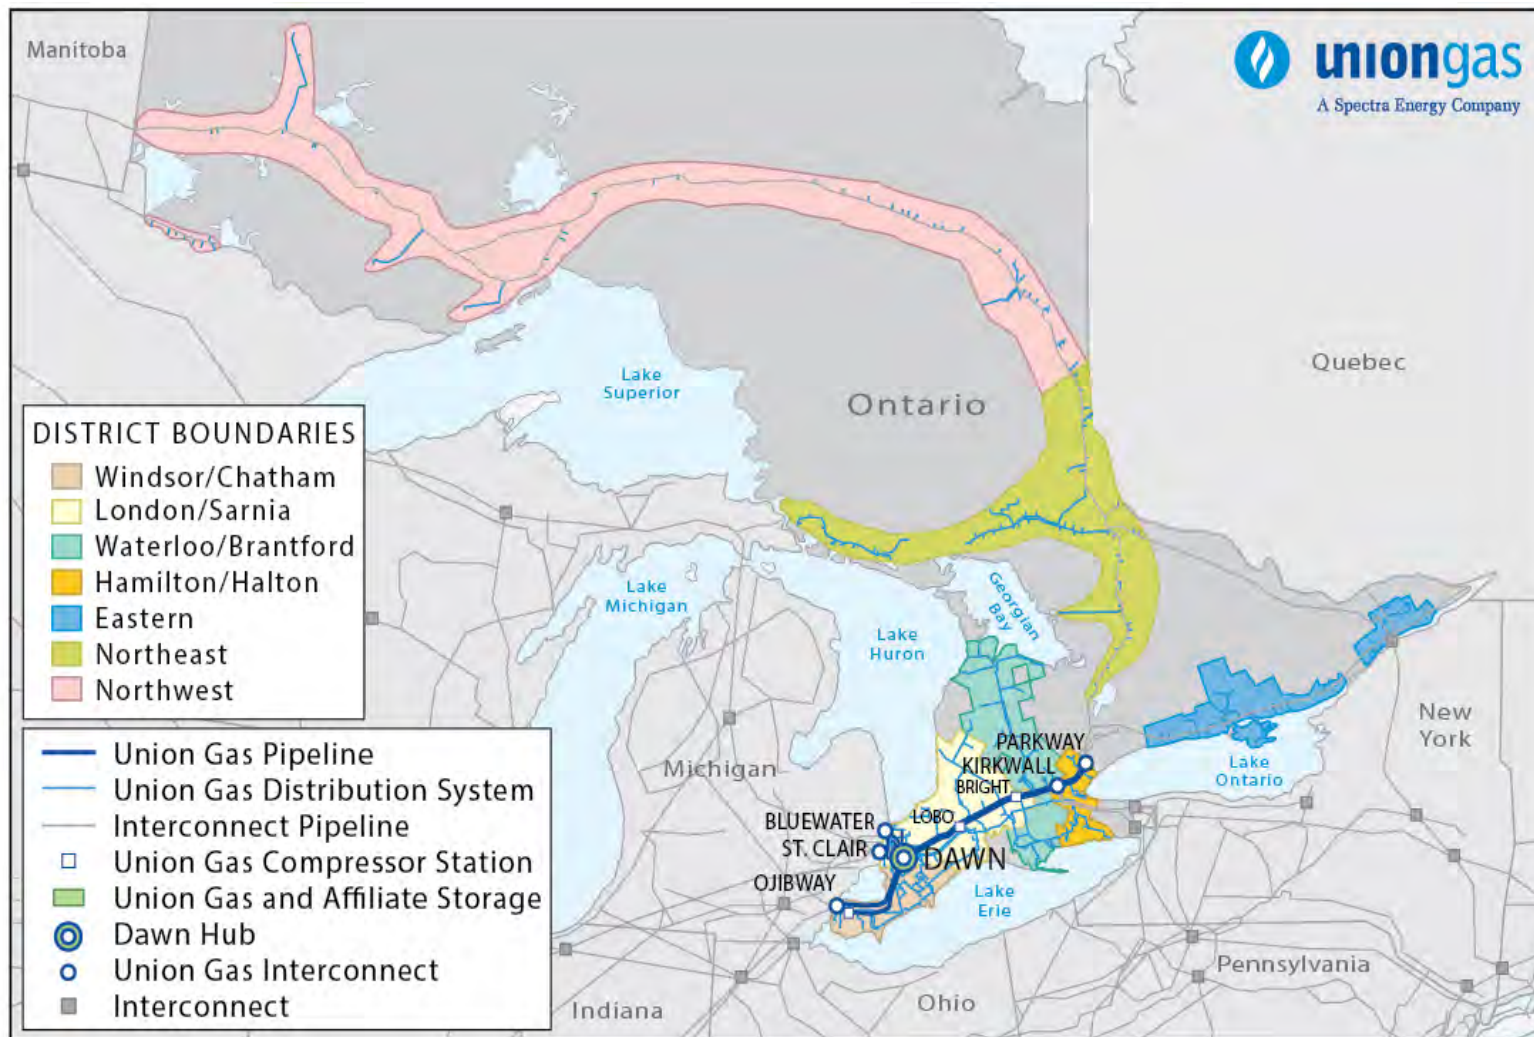 Manitoba
uniongas
A Spectra Energy Company
Quebec
Lake
Superior
Ontario
DISTRICT BOUNDARIES
Windsor/Chatham
London/Sarnia
Waterloo/Brantford
Hamilton/Halton
Eastern
Northeast
Northwest
Lake
Michigan
Georgian
Bay
Lake
Huron
New
York
Michigan
PARKWAY
KIRKWALL
BRIGHT
Lake
Ontario
LOBO
BLUEWATER
ST. CLAIR
DAWN
OJIBWAY
Lake
Erie
Union Gas Pipeline
Union Gas Distribution System
Interconnect Pipeline
Union Gas Compressor Station
Union Gas and Affiliate Storage
Dawn Hub
Union Gas Interconnect
Interconnect
Pennsylvania
Indiana
Ohio